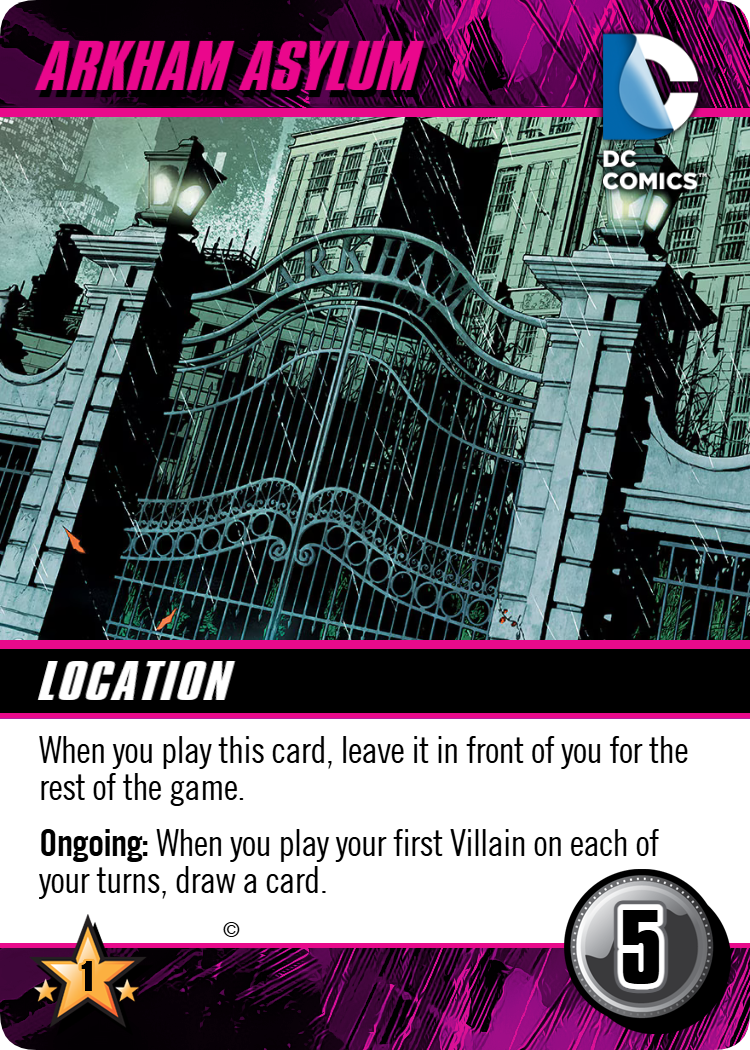 ARKHAM ASYLUM
DC
COMICS™
ARKHAM
LOCATION
When you play this card, leave it in front of you for the
rest of the game.
Ongoing: When you play your first Villain on each of
your turns, draw a card.
©
1
5